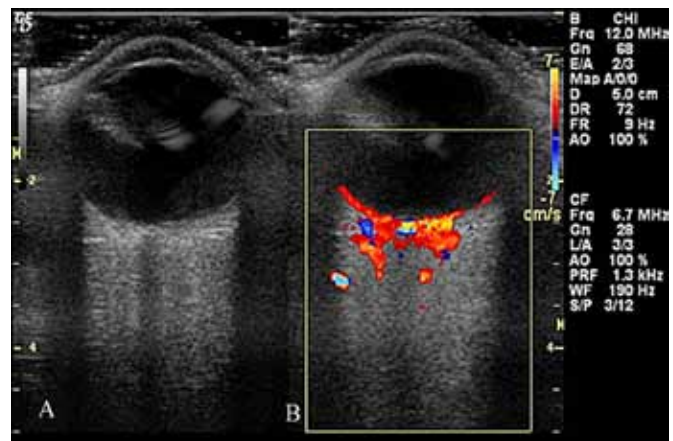 B CHI
Frq 12.0 MHz
Gn 68
E/A 2/3
Map A/0/0
D 5.0 cm
DR 72
FR 9 Hz
AO 100 %
7
-7
cm/s
CF
Frq 6.7 MHz
Gn 28
L/A 3/3
AO 100 %
PRF 1.3 kHz
WF 190 Hz
S/P 3/12
2
4
4
A
B